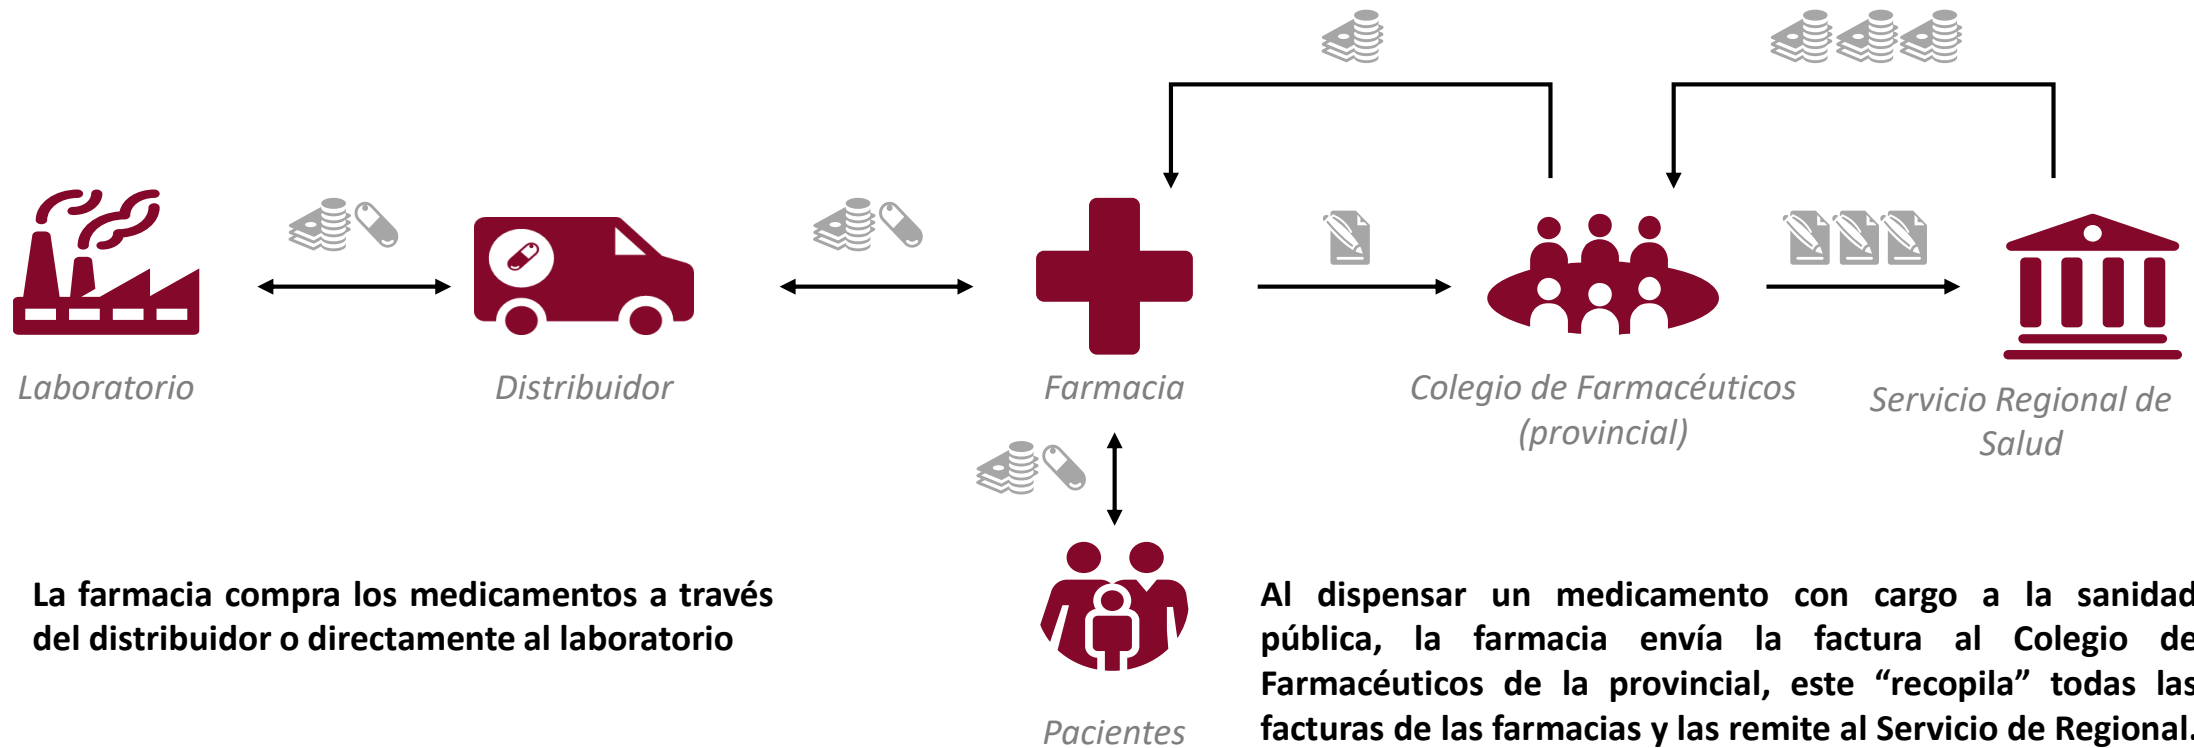 Laboratorio
Distribuidor
Farmacia
Colegio de Farmacéuticos
(provincial)
Servicio Regional de
Salud
La farmacia compra los medicamentos a través
del distribuidor o directamente al laboratorio
Pacientes
Al dispensar un medicamento con cargo a la sanidad
pública, la farmacia envía la factura al Colegio de
Farmacéuticos de la provincial, este “recopila” todas las
facturas de las farmacias y las remite al Servicio de Regional.